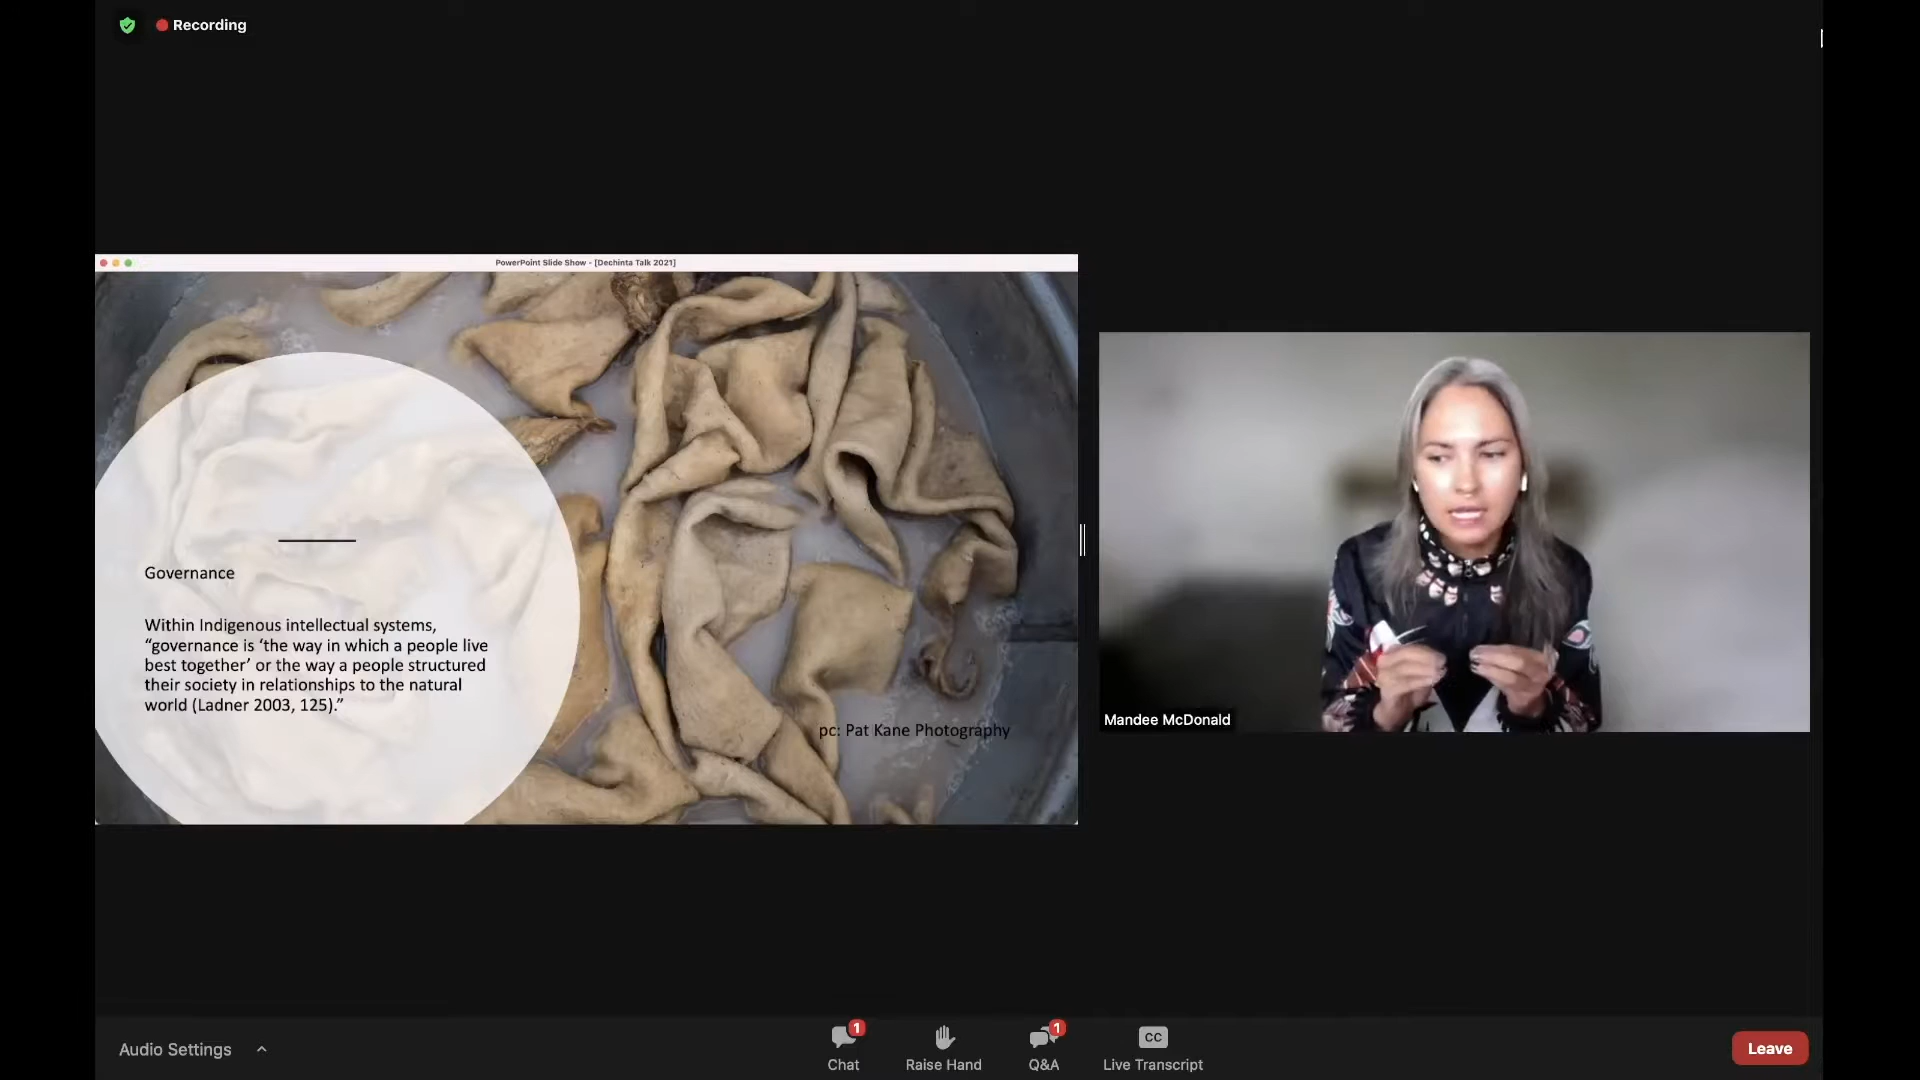 Recording
PowerPoint Slide Show - [Dechinta Talk 2021]
Governance
Within Indigenous intellectual systems,
“governance is ‘the way in which a people live
best together’ or the way a people structured
their society in relationships to the natural
world (Ladner 2003, 125).”
pc: Pat Kane Photography
Mandee McDonald
Audio Settings
1
Chat
Raise Hand
1
Q&A
CC
Live Transcript
Leave